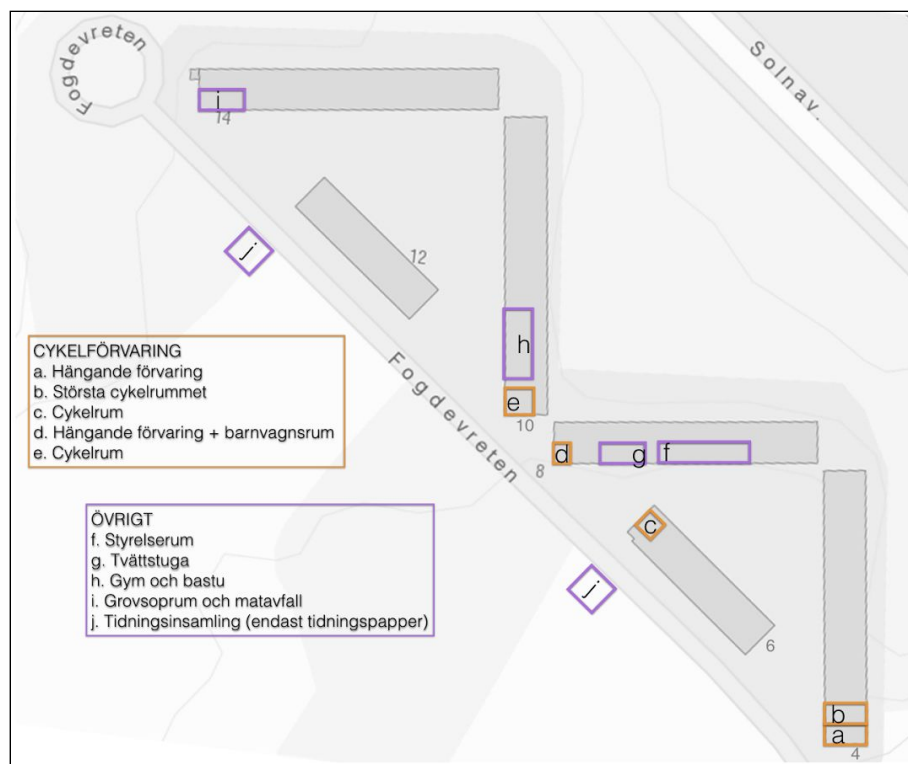 Fogdevreten
Solnav.
i
14
j
12
h
e
10
Fogdevreten
CYKELFÖRVARING
a. Hängande förvaring
b. Största cykelrummet
c. Cykelrum
d. Hängande förvaring + barnvagnsrum
e. Cykelrum
d
g
f
8
c
j
6
ÖVRIGT
f. Styrelserum
g. Tvättstuga
h. Gym och bastu
i. Grovsoprum och matavfall
j. Tidningsinsamling (endast tidningspapper)
b
a
4